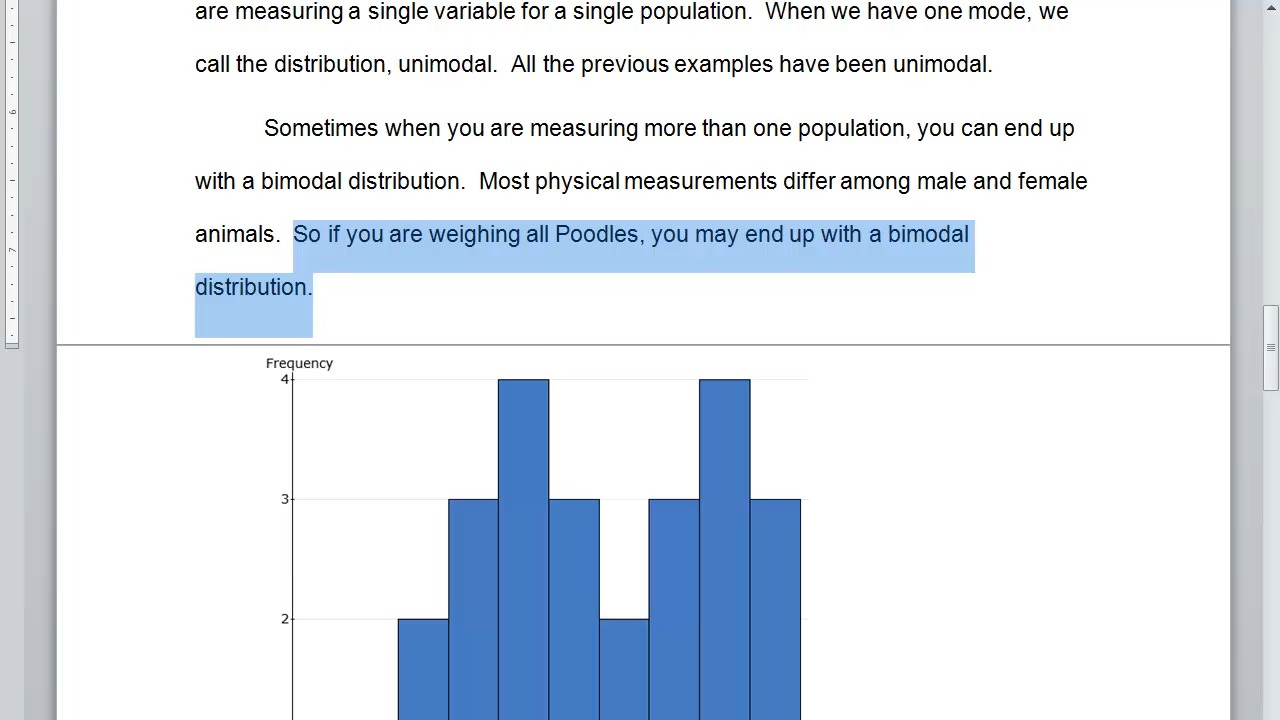 are measuring a single variable for a single population.  When we have one mode, we
call the distribution, unimodal.  All the previous examples have been unimodal.
Sometimes when you are measuring more than one population, you can end up
with a bimodal distribution.  Most physical measurements differ among male and female
animals.  So if you are weighing all Poodles, you may end up with a bimodal
distribution.
Frequency
4
3
2
6
7